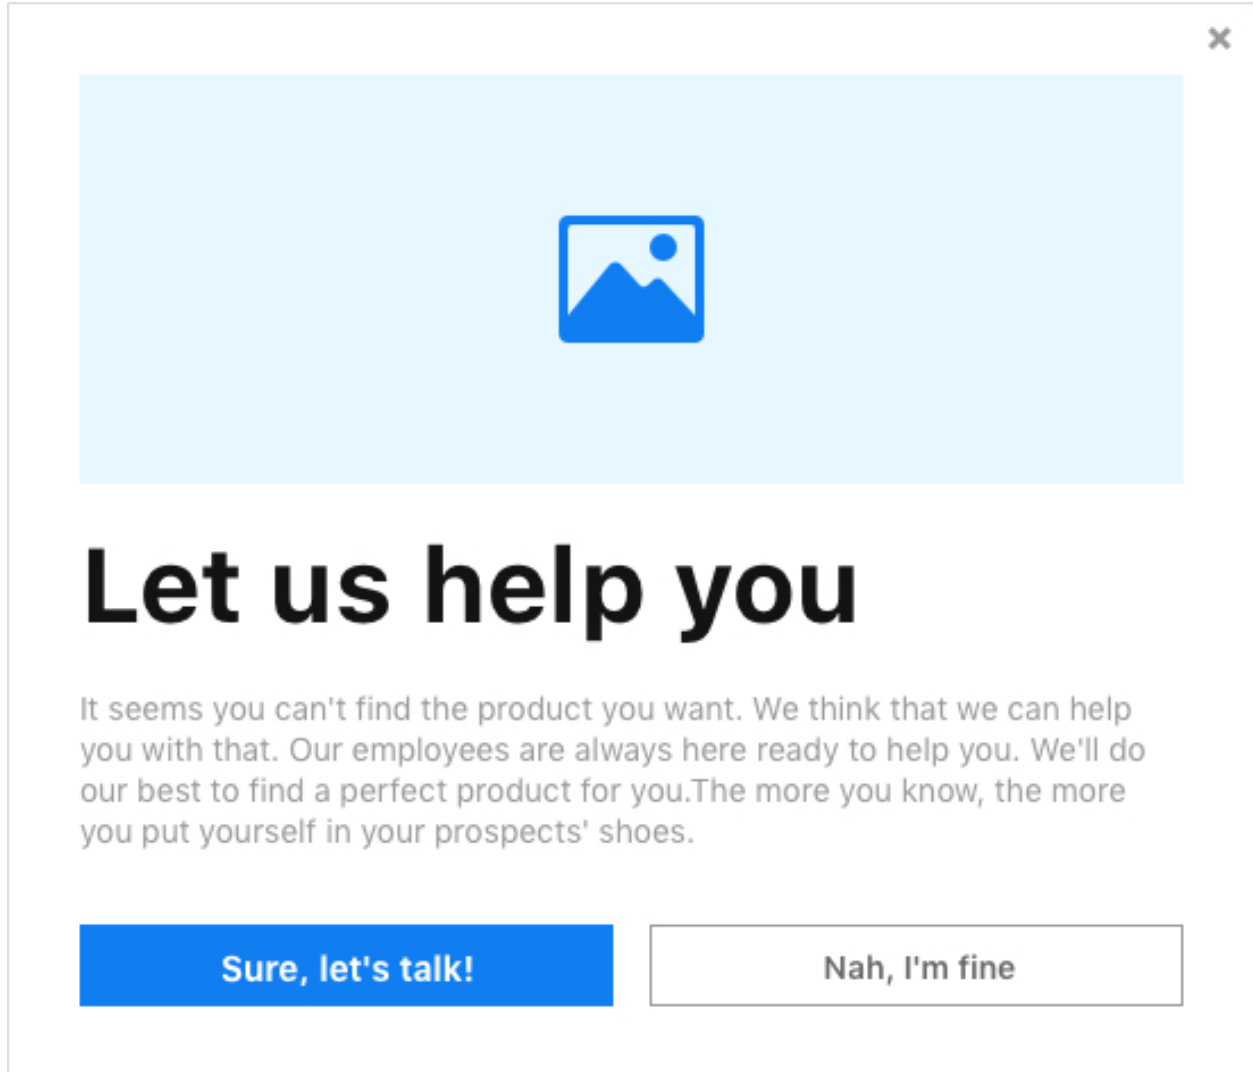 Let us help you
It seems you can't find the product you want. We think that we can help
you with that. Our employees are always here ready to help you. We'll do
our best to find a perfect product for you.The more you know, the more
you put yourself in your prospects' shoes.
Sure, let's talk!
Nah, I'm fine